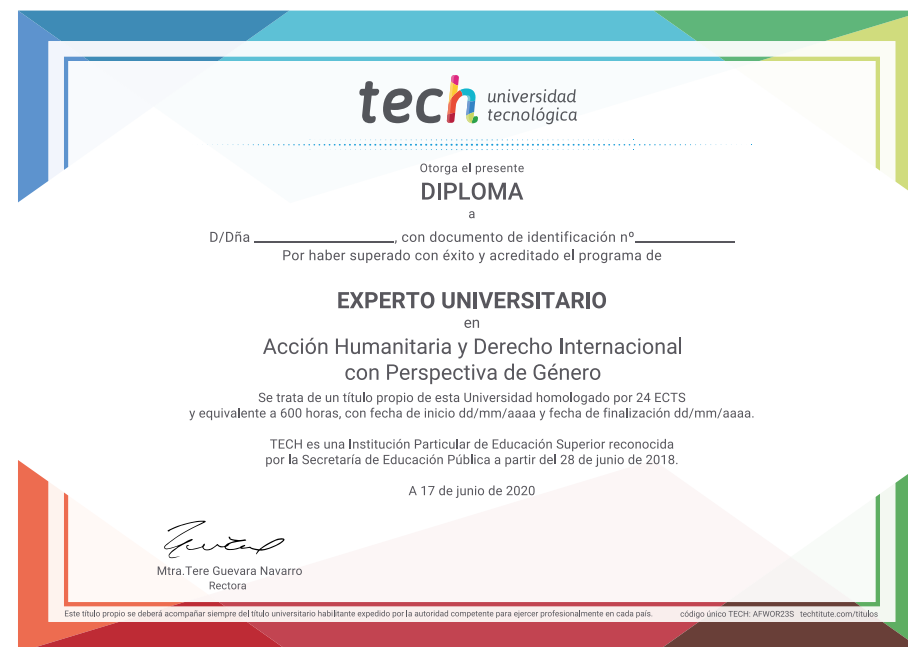 tech universidad
tecnológica
Otorga el presente
DIPLOMA
a
D/Dña ____________, con documento de identificación nº____________
Por haber superado con éxito y acreditado el programa de
EXPERTO UNIVERSITARIO
en
Acción Humanitaria y Derecho Internacional
con Perspectiva de Género
Se trata de un título propio de esta Universidad homologado por 24 ECTS
y equivalente a 600 horas, con fecha de inicio dd/mm/aaaa y fecha de finalización dd/mm/aaaa.
TECH es una Institución Particular de Educación Superior reconocida
por la Secretaría de Educación Pública a partir del 28 de junio de 2018.
A 17 de junio de 2020
Mtra.Tere Guevara Navarro
Rectora
Este título propio se deberá acompañar siempre del título universitario habilitante expedido por la autoridad competente para ejercer profesionalmente en cada país. código único TECH: AFWOR23S techtitute.com/titulos